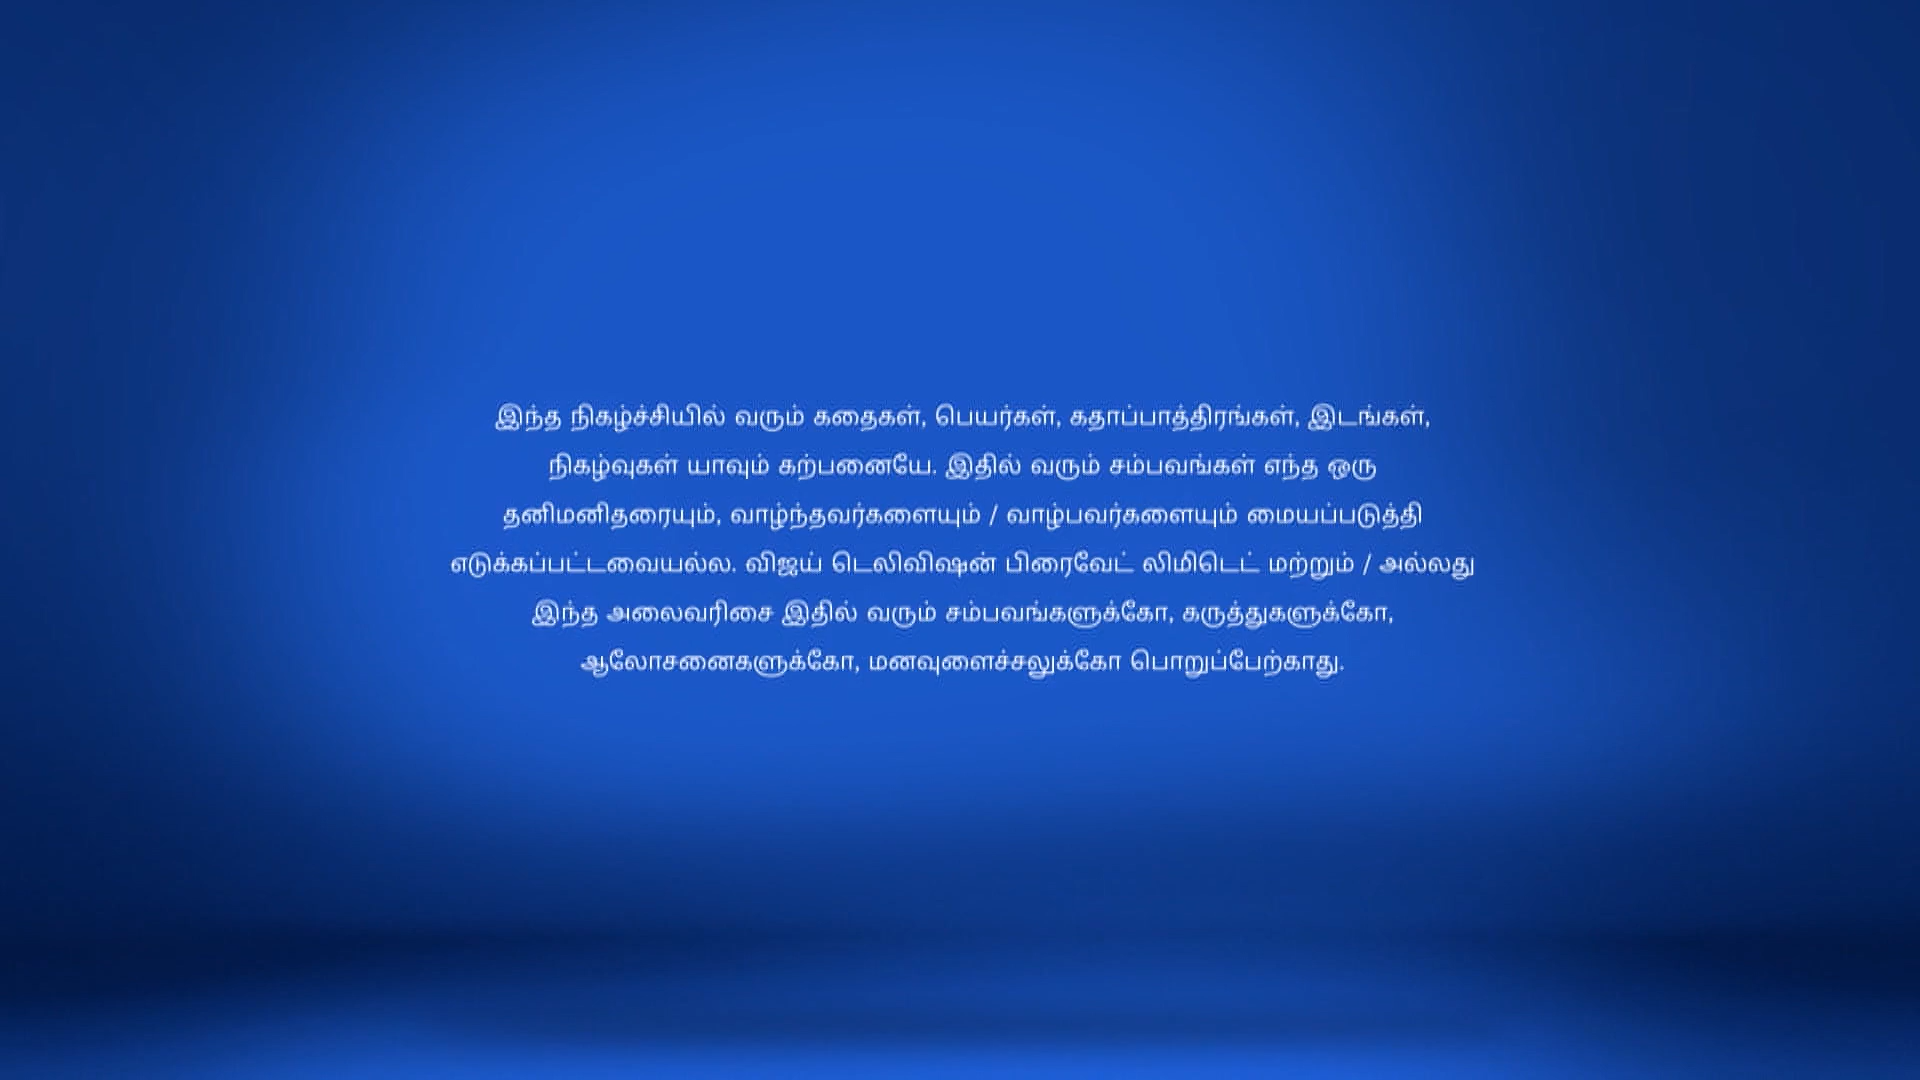 இந்த நிகழ்ச்சியில் வரும் கதைகள், பெயர்கள், கதாப்பாத்திரங்கள், இடங்கள்,
நிகழ்வுகள் யாவும் கற்பனையே. இதில் வரும் சம்பவங்கள் எந்த ஒரு
தனிமனிதரையும், வாழ்ந்தவர்களையும் / வாழ்பவர்களையும் மையப்படுத்தி
எடுக்கப்பட்டவையல்ல. விஜய் டெலிவிஷன் பிரைவேட் லிமிடெட் மற்றும் / அல்லது
இந்த அலைவரிசை இதில் வரும் சம்பவங்களுக்கோ, கருத்துகளுக்கோ,
ஆலோசனைகளுக்கோ, மனவுளைச்சலுக்கோ பொறுப்பேற்காது.